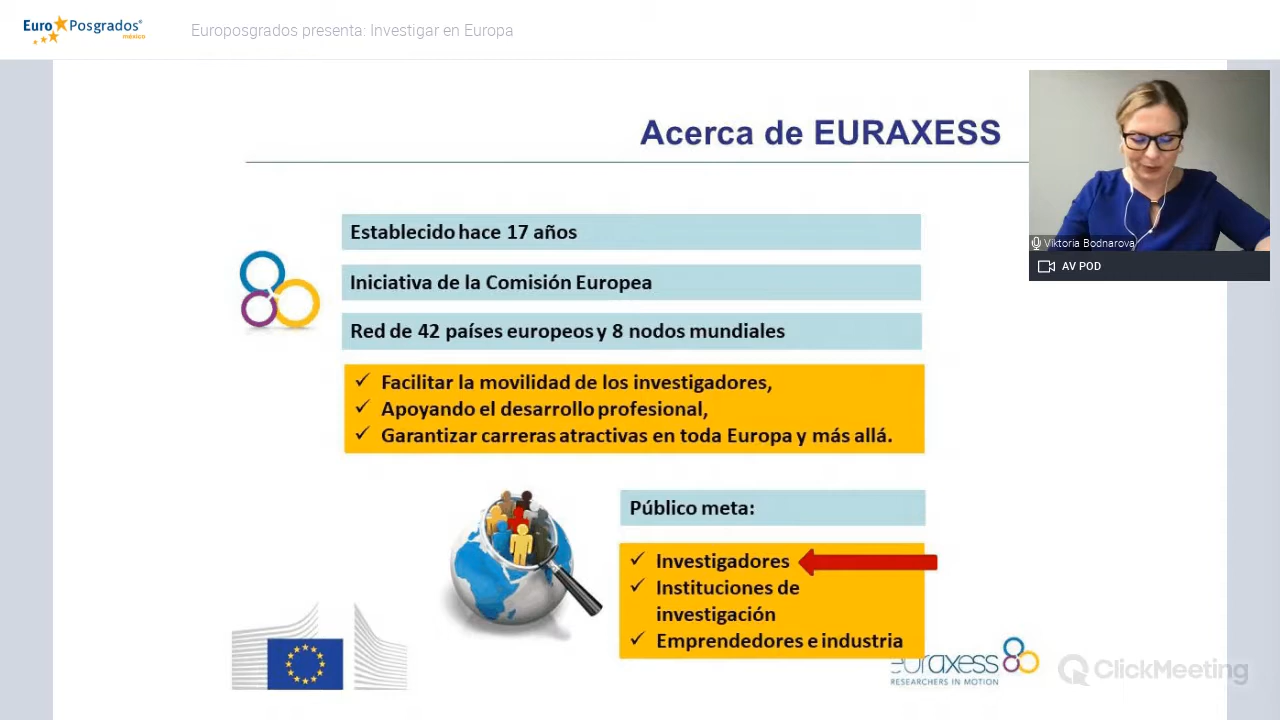 EuroPosgrados®
méxico
Europosgrados presenta: Investigar en Europa
Acerca de EURAXESS
Viktoria Bodnarova
AV POD
Establecido hace 17 años
Iniciativa de la Comisión Europea
Red de 42 países europeos y 8 nodos mundiales
✓ Facilitar la movilidad de los investigadores,
✓ Apoyando el desarrollo profesional,
✓ Garantizar carreras atractivas en toda Europa y más allá.
Público meta:
✓ Investigadores
✓ Instituciones de
investigación
✓ Emprendedores e industria
euraxess
RESEARCHERS IN MOTION
ClickMeeting